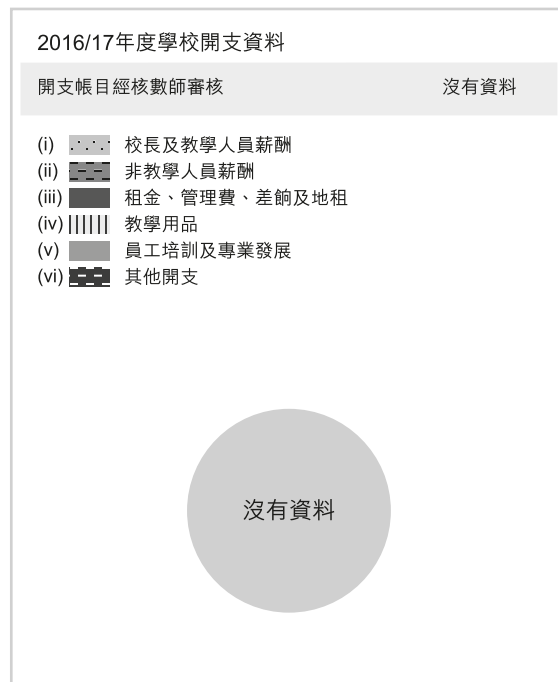 2016/17年度學校開支資料
開支帳目經核數師審核 沒有資料
(i) 校長及教學人員薪酬
(ii) 非教學人員薪酬
(iii) 租金、管理費、差餉及地租
(iv) 教學用品
(v) 員工培訓及專業發展
(vi) 其他開支
沒有資料